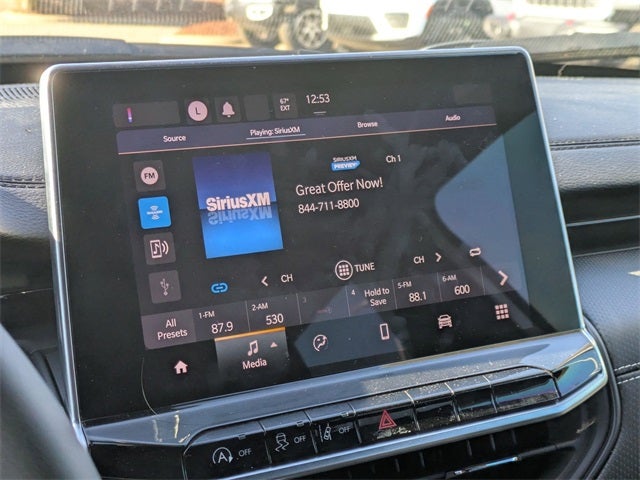 L
67°
EXT
12:53
Source
Playing: SiriusXM
Browse
Audio
FM
SiriusXM
SIRIUSXM
PREVIEW
Ch 1
Great Offer Now!
844-711-8800
CH
TUNE
CH
All
Presets
1-FM
87.9
2-AM
530
3
4
Hold to
Save
5-FM
88.1
6-AM
600
Media
A OFF
OFF
OFF